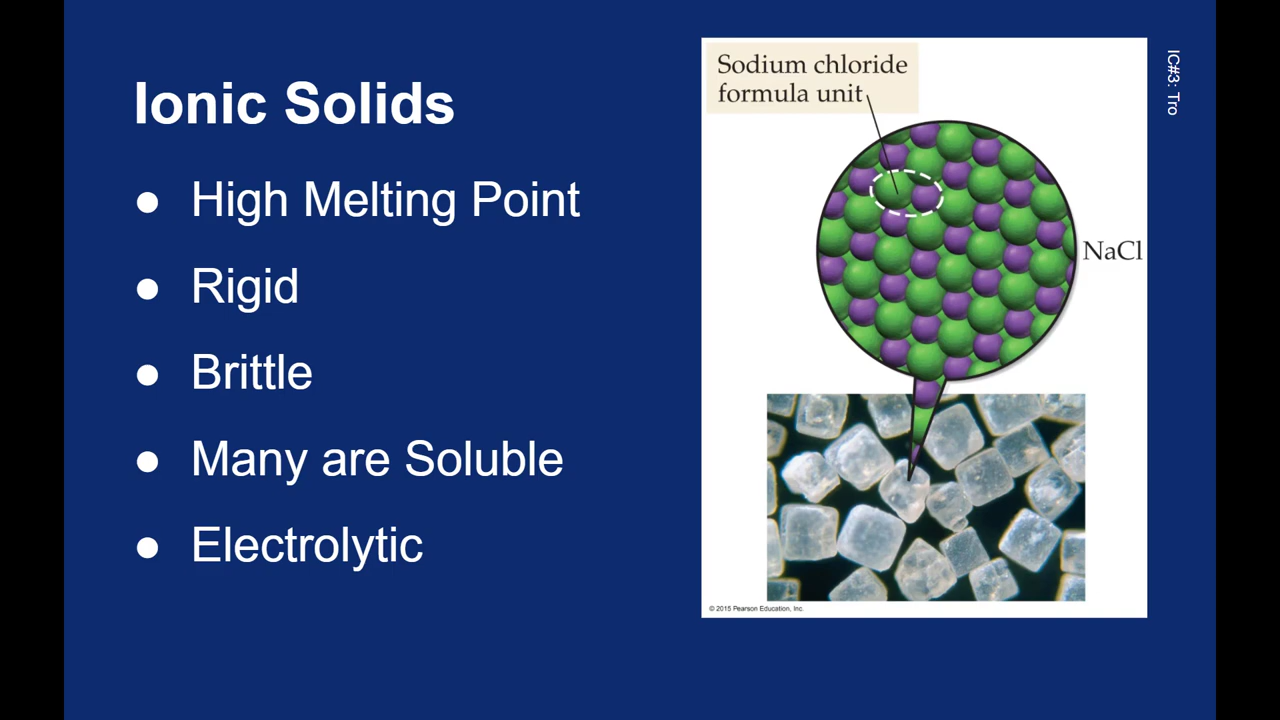 Ionic Solids
● High Melting Point
● Rigid
● Brittle
● Many are Soluble
● Electrolytic
Sodium chloride
formula unit
NaCl
© 2015 Pearson Education, Inc.
IC#3: Tro